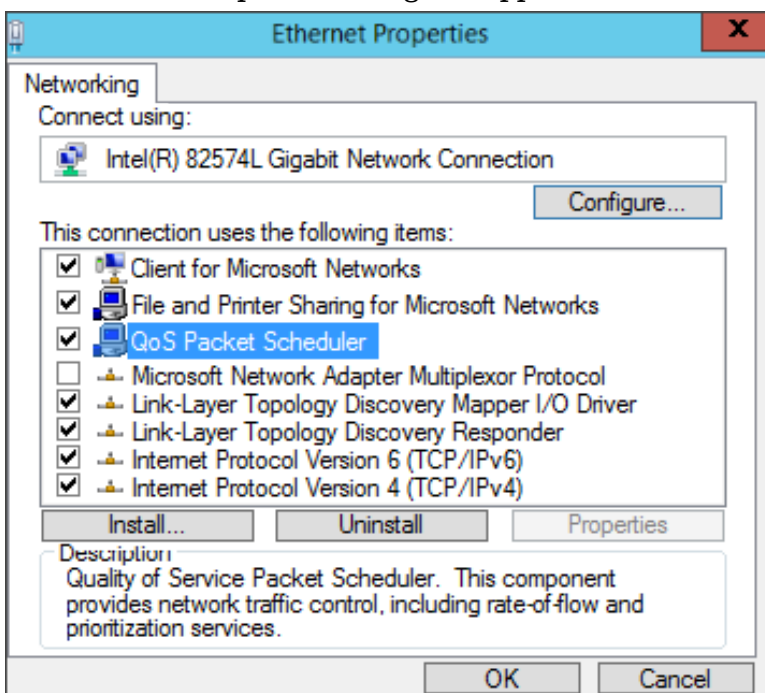 Ethernet Properties
X
Networking
Connect using:
Intel(R) 82574L Gigabit Network Connection
Configure...
This connection uses the following items:
Client for Microsoft Networks
File and Printer Sharing for Microsoft Networks
QoS Packet Scheduler
Microsoft Network Adapter Multiplexor Protocol
Link-Layer Topology Discovery Mapper I/O Driver
Link-Layer Topology Discovery Responder
Internet Protocol Version 6 (TCP/IPv6)
Internet Protocol Version 4 (TCP/IPv4)
Install... Uninstall Properties
Description
Quality of Service Packet Scheduler. This component
provides network traffic control, including rate-of-flow and
prioritization services.
OK Cancel